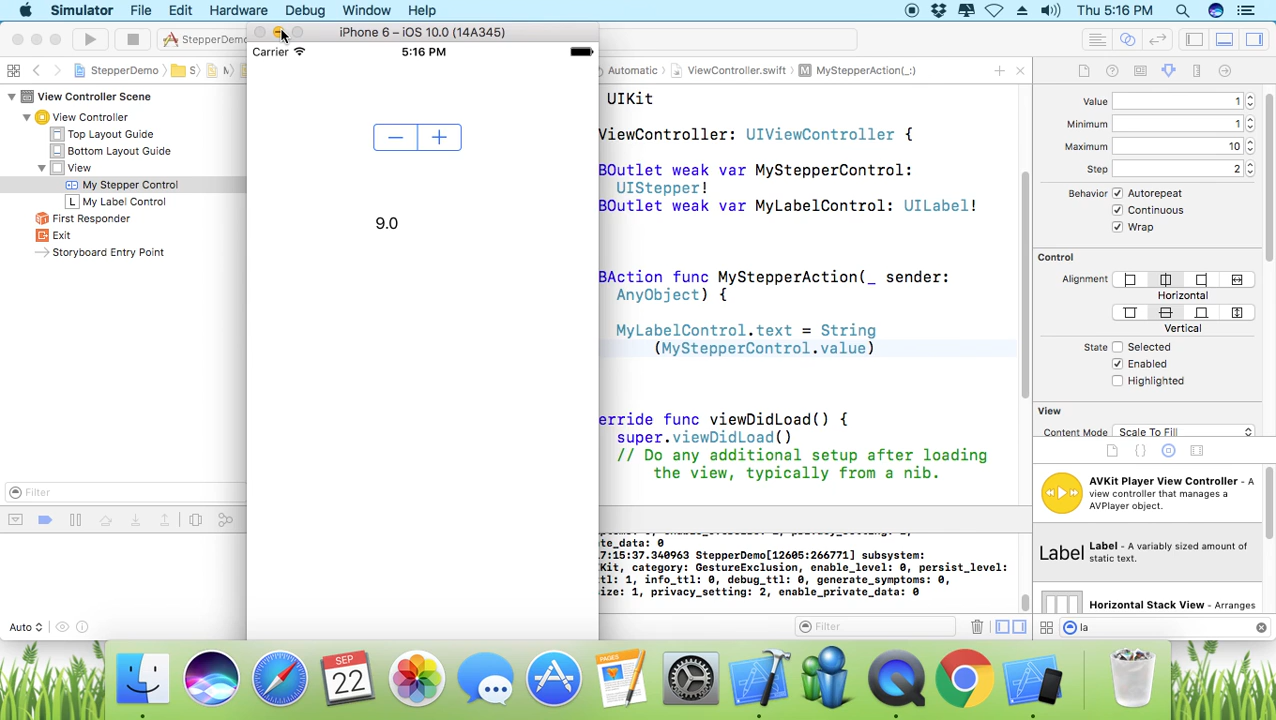 Simulator File Edit Hardware Debug Window Help Thu 5:16 PM
StepperDemo
iPhone 6 – iOS 10.0 (14A345)
Carrier 5:16 PM
StepperDemo S M Automatic ViewController.swift M MyStepperAction(_:)
View Controller Scene
View Controller
Top Layout Guide
Bottom Layout Guide
View
My Stepper Control
L My Label Control
First Responder
Exit
Storyboard Entry Point
Filter
− +
9.0
UIKit
ViewController: UIViewController {
BOutlet weak var MyStepperControl:
UIStepper!
BOutlet weak var MyLabelControl: UILabel!
BAction func MyStepperAction(_ sender:
AnyObject) {
MyLabelControl.text = String
(MyStepperControl.value)
erride func viewDidLoad() {
super.viewDidLoad()
// Do any additional setup after loading
the view, typically from a nib.
ate_data: 0
17:15:37.340963 StepperDemo[12605:266771] subsystem:
Kit, category: GestureExclusion, enable_level: 0, persist_level:
ttl: 1, info_ttl: 0, debug_ttl: 0, generate_symptoms: 0,
size: 1, privacy_setting: 2, enable_private_data: 0
Auto
Filter
Value 1
Minimum 1
Maximum 10
Step 2
Behavior Autorepeat
Continuous
Wrap
Control
Alignment
Horizontal
Vertical
State Selected
Enabled
Highlighted
View
Content Mode Scale To Fill
AVKit Player View Controller - A
view controller that manages a
AVPlayer object.
Label Label - A variably sized amount of
static text.
Horizontal Stack View - Arranges
la
SEP
22
PAGES